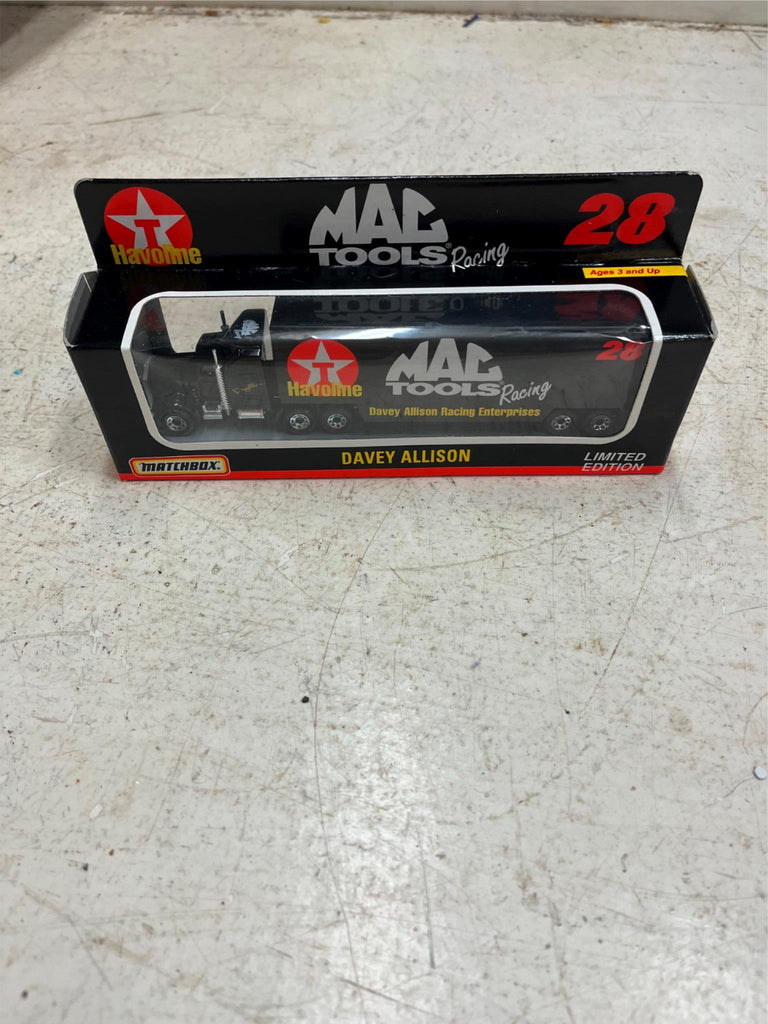 T
Havoline
MAC
TOOLS® Racing
28
Ages 3 and Up
T
Havoline
MAC
TOOLS Racing
28
Davey Allison Racing Enterprises
MATCHBOX.
DAVEY ALLISON
LIMITED
EDITION